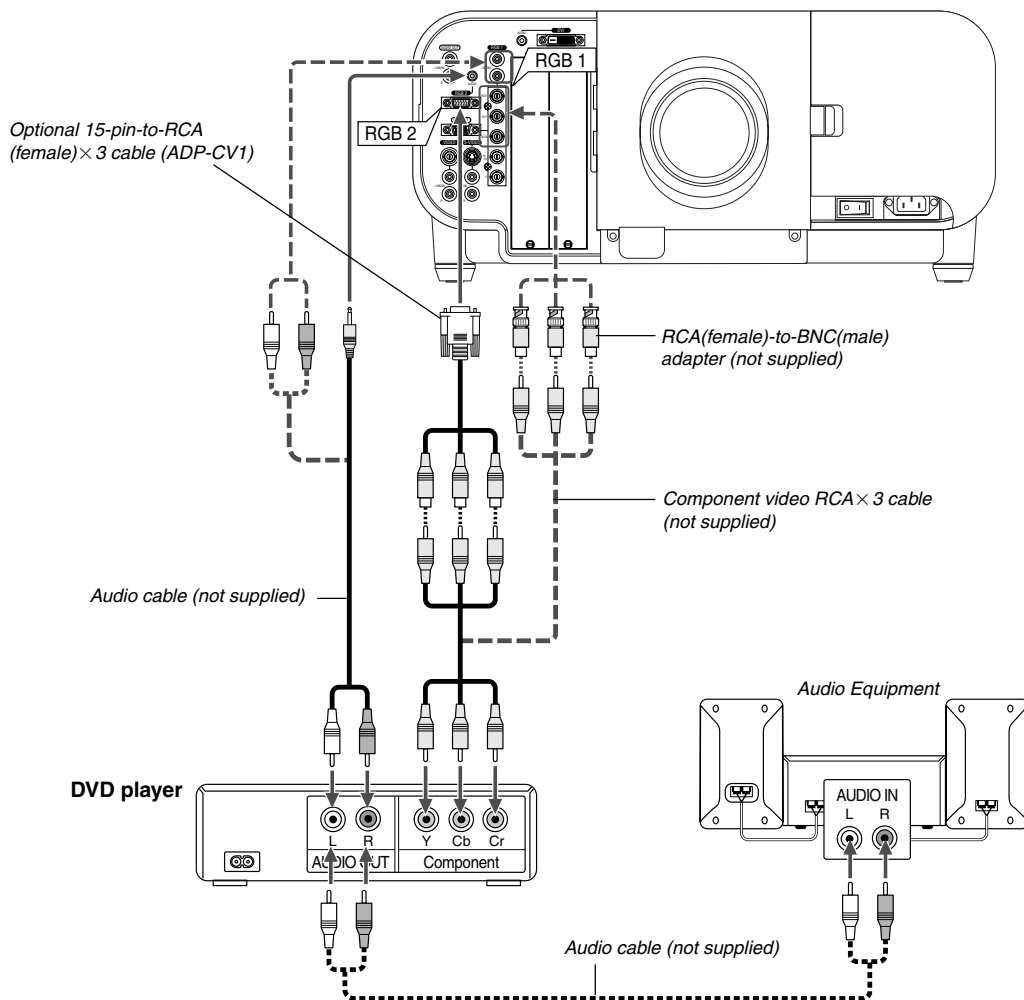 RGB 1
RGB 2
Optional 15-pin-to-RCA
(female)×3 cable (ADP-CV1)
RCA(female)-to-BNC(male)
adapter (not supplied)
Component video RCA×3 cable
(not supplied)
Audio cable (not supplied)
Audio Equipment
DVD player
AUDIO IN
L R
L R Y Cb Cr
AUDIO OUT Component
Audio cable (not supplied)